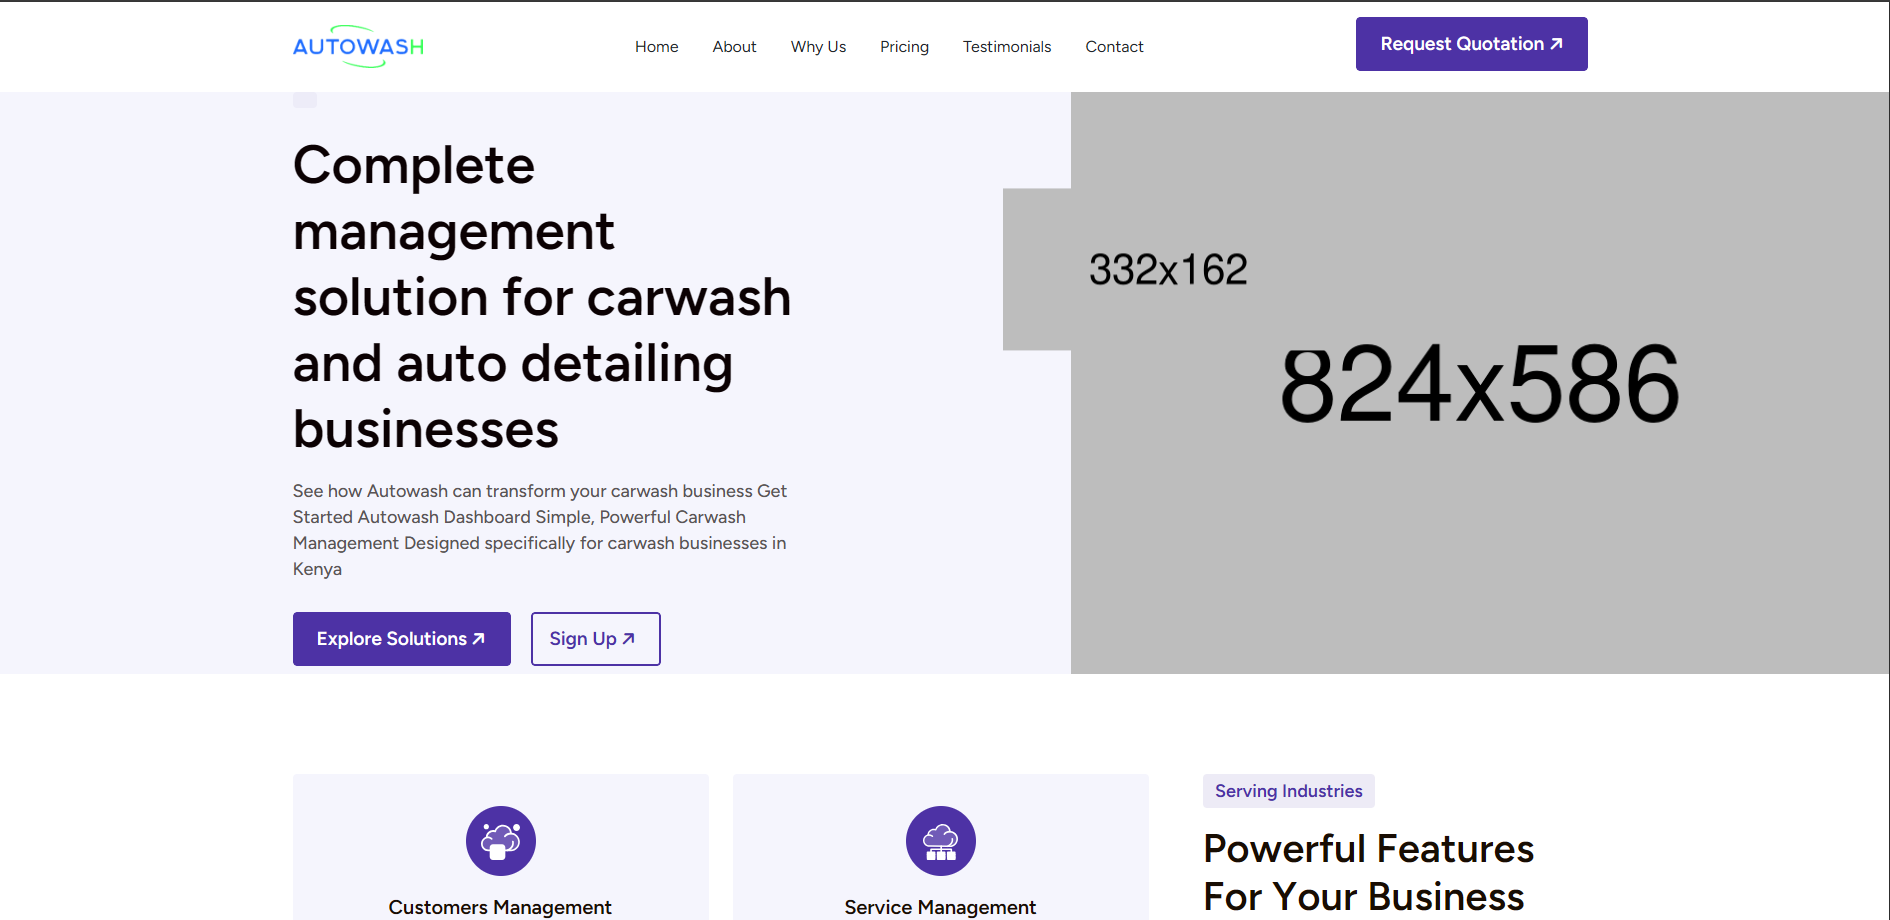 AUTOWASH
Home About Why Us Pricing Testimonials Contact
Request Quotation
Complete
management
solution for carwash
and auto detailing
businesses
See how Autowash can transform your carwash business Get
Started Autowash Dashboard Simple, Powerful Carwash
Management Designed specifically for carwash businesses in
Kenya
Explore Solutions
Sign Up
332x162
824x586
Customers Management
Service Management
Serving Industries
Powerful Features
For Your Business